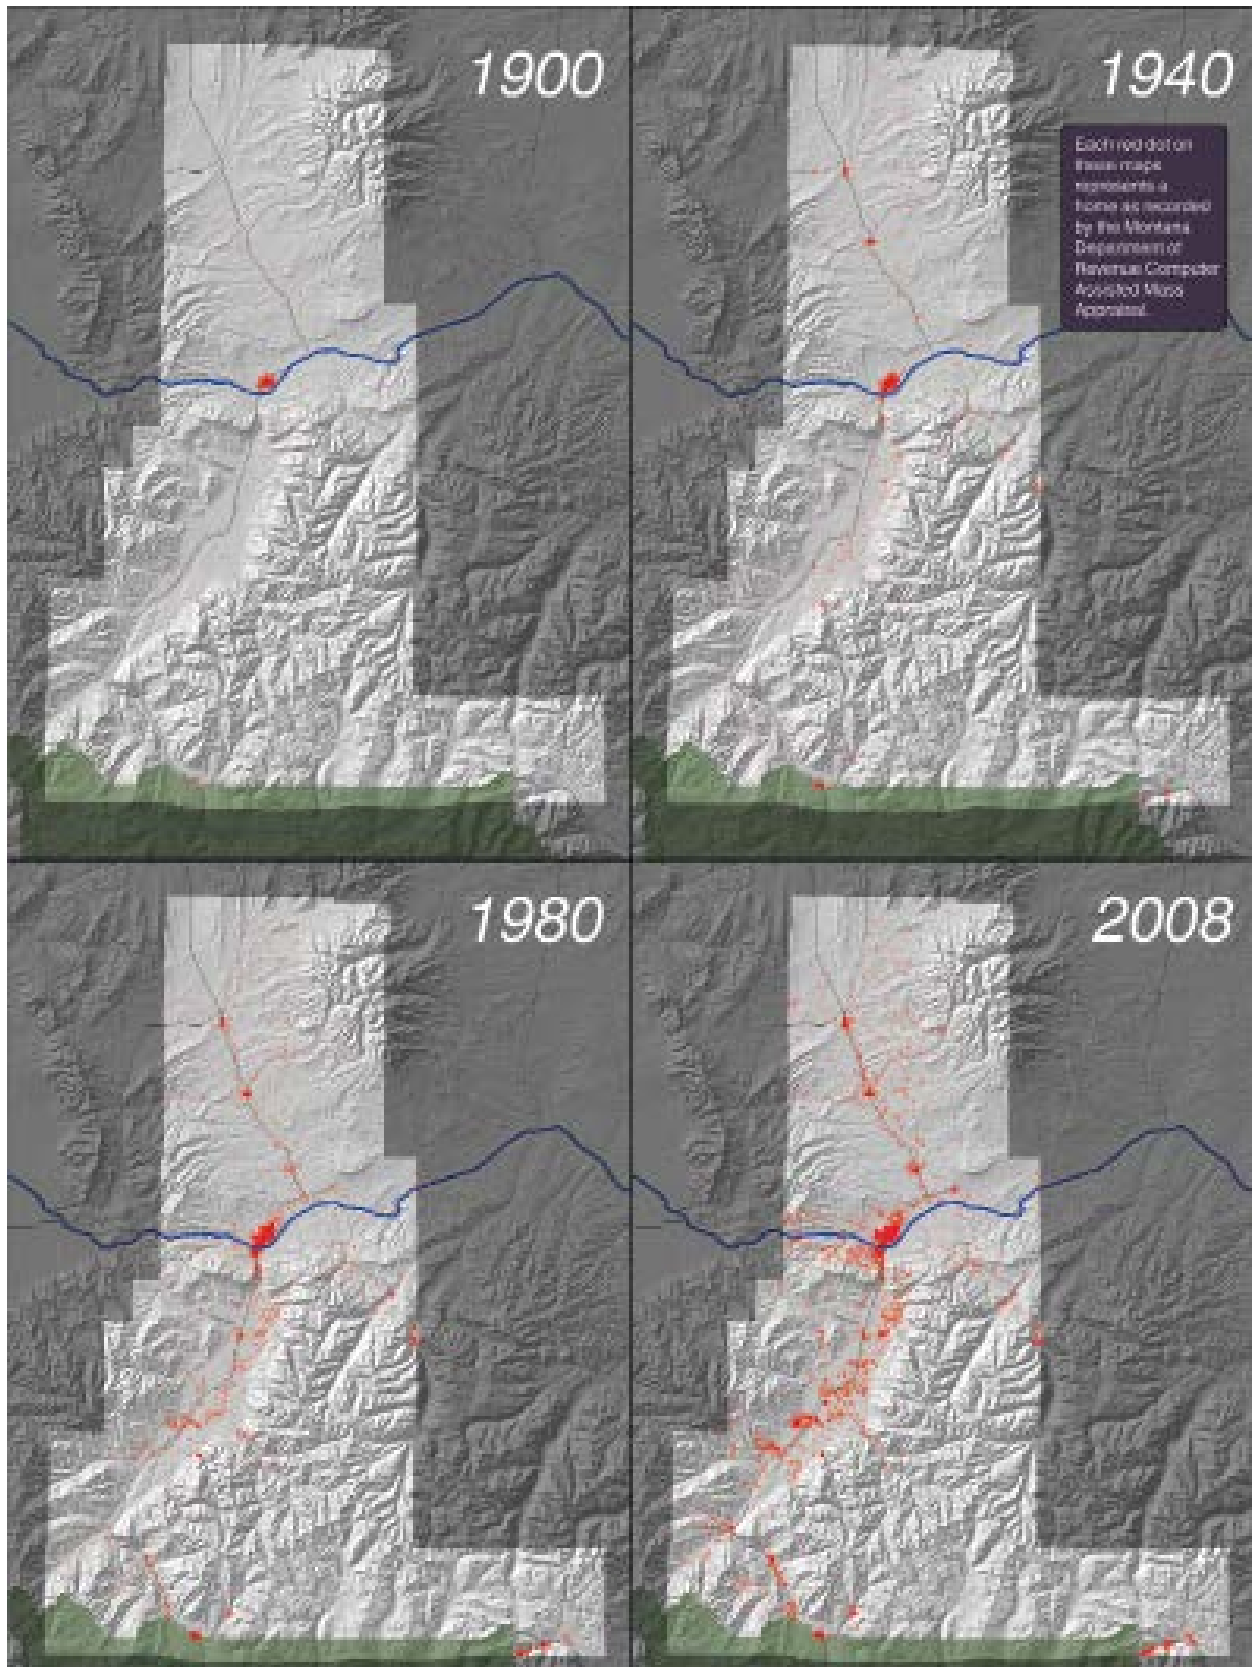 1900
1940
Each red dot on
these maps
represents a
home as recorded
by the Montana
Department of
Revenue Computer
Assisted Mass
Appraisal.
1980
2008